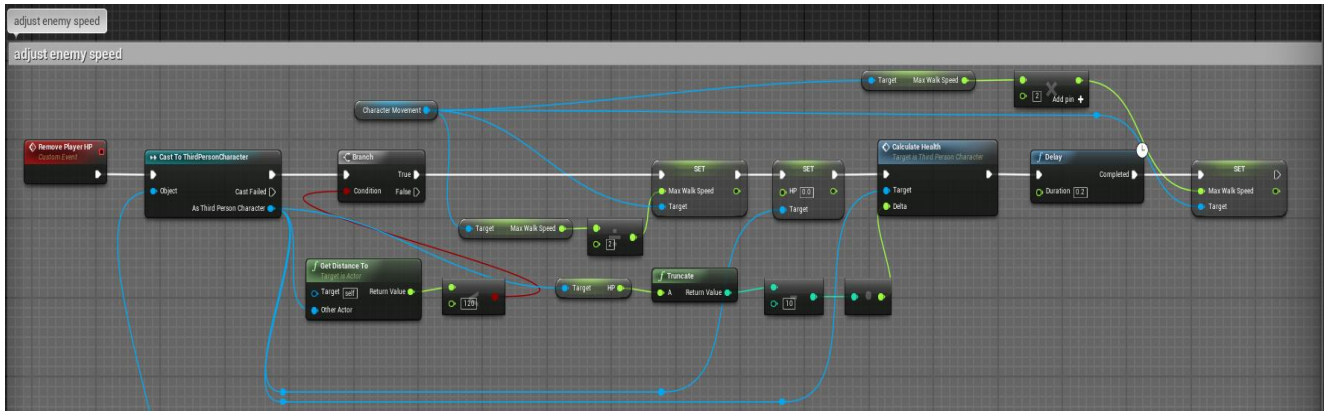 adjust enemy speed
adjust enemy speed
Target Max Walk Speed
2
Add pin +
Character Movement
Remove Player HP
Custom Event
Cast To ThirdPersonCharacter
Object
Cast Failed
As Third Person Character
Branch
True
Condition
False
SET
Max Walk Speed
Target
SET
HP 0.0
Target
Calculate Health
Target is Third Person Character
Target
Delta
Delay
Completed
Duration 0.2
SET
Max Walk Speed
Target
Target Max Walk Speed
2
Get Distance To
Target is Actor
Target self
Return Value
Other Actor
120
Target HP
Truncate
A
Return Value
10